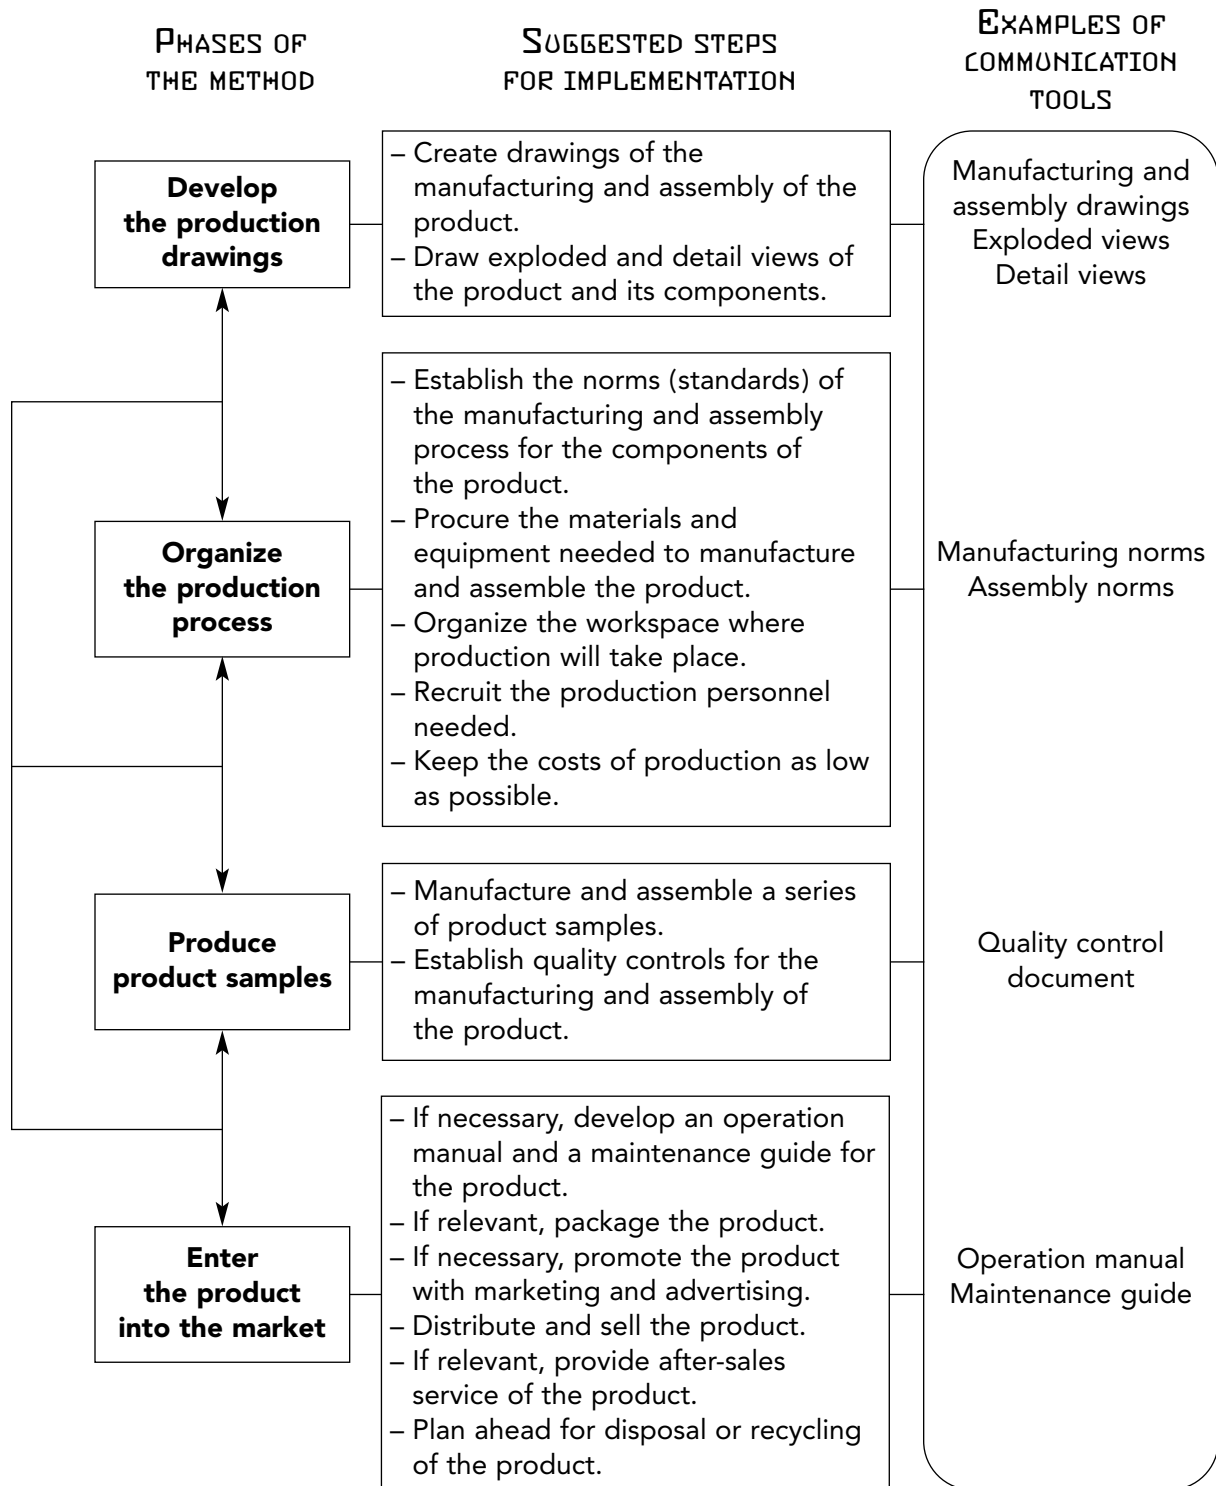 PHASES OF
THE METHOD
SUGGESTED STEPS
FOR IMPLEMENTATION
EXAMPLES OF
COMMUNICATION
TOOLS
Develop
the production
drawings
– Create drawings of the
manufacturing and assembly of the
product.
– Draw exploded and detail views of
the product and its components.
Manufacturing and
assembly drawings
Exploded views
Detail views
Organize
the production
process
– Establish the norms (standards) of
the manufacturing and assembly
process for the components of
the product.
– Procure the materials and
equipment needed to manufacture
and assemble the product.
– Organize the workspace where
production will take place.
– Recruit the production personnel
needed.
– Keep the costs of production as low
as possible.
Manufacturing norms
Assembly norms
Produce
product samples
– Manufacture and assemble a series
of product samples.
– Establish quality controls for the
manufacturing and assembly of
the product.
Quality control
document
Enter
the product
into the market
– If necessary, develop an operation
manual and a maintenance guide for
the product.
– If relevant, package the product.
– If necessary, promote the product
with marketing and advertising.
– Distribute and sell the product.
– If relevant, provide after-sales
service of the product.
– Plan ahead for disposal or recycling
of the product.
Operation manual
Maintenance guide